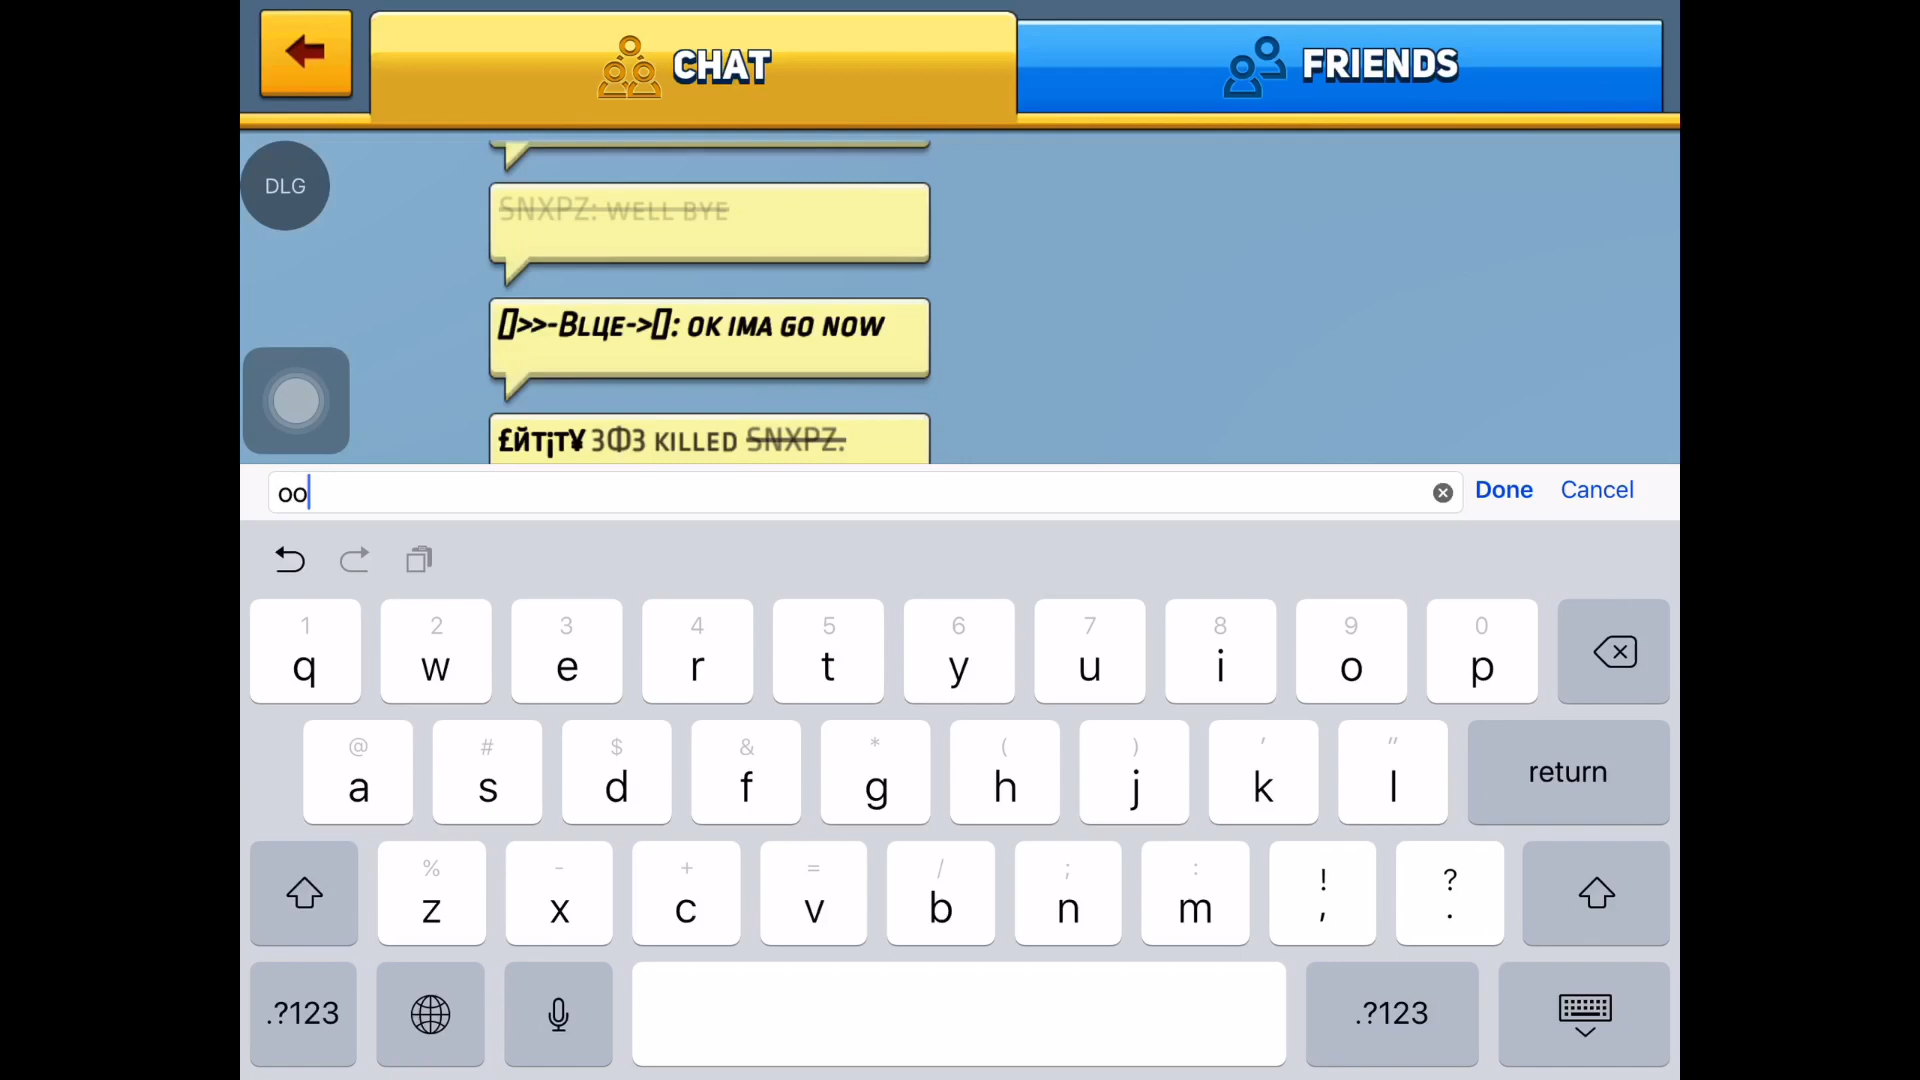 CHAT
FRIENDS
DLG
SNXPZ: WELL BYE
[]>>-BLЦE->[]: OK IMA GO NOW
£ЙT¡T¥ ЗФЗ KILLED SNXPZ.
oo
Done
Cancel
1 2 3 4 5 6 7 8 9 0
q w e r t y u i o p
@ # $ & * ( ) ' "
a s d f g h j k l
return
% - + = / ; : ! ?
z x c v b n m , .
.?123
.?123